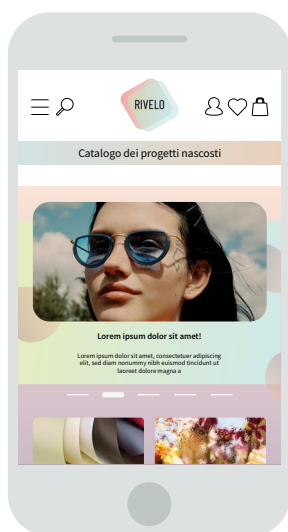 RIVELO
Catalogo dei progetti nascosti
Lorem ipsum dolor sit amet!
Lorem ipsum dolor sit amet, consectetuer adipiscing
elit, sed diam nonummy nibh euismod tincidunt ut
laoreet dolore magna a